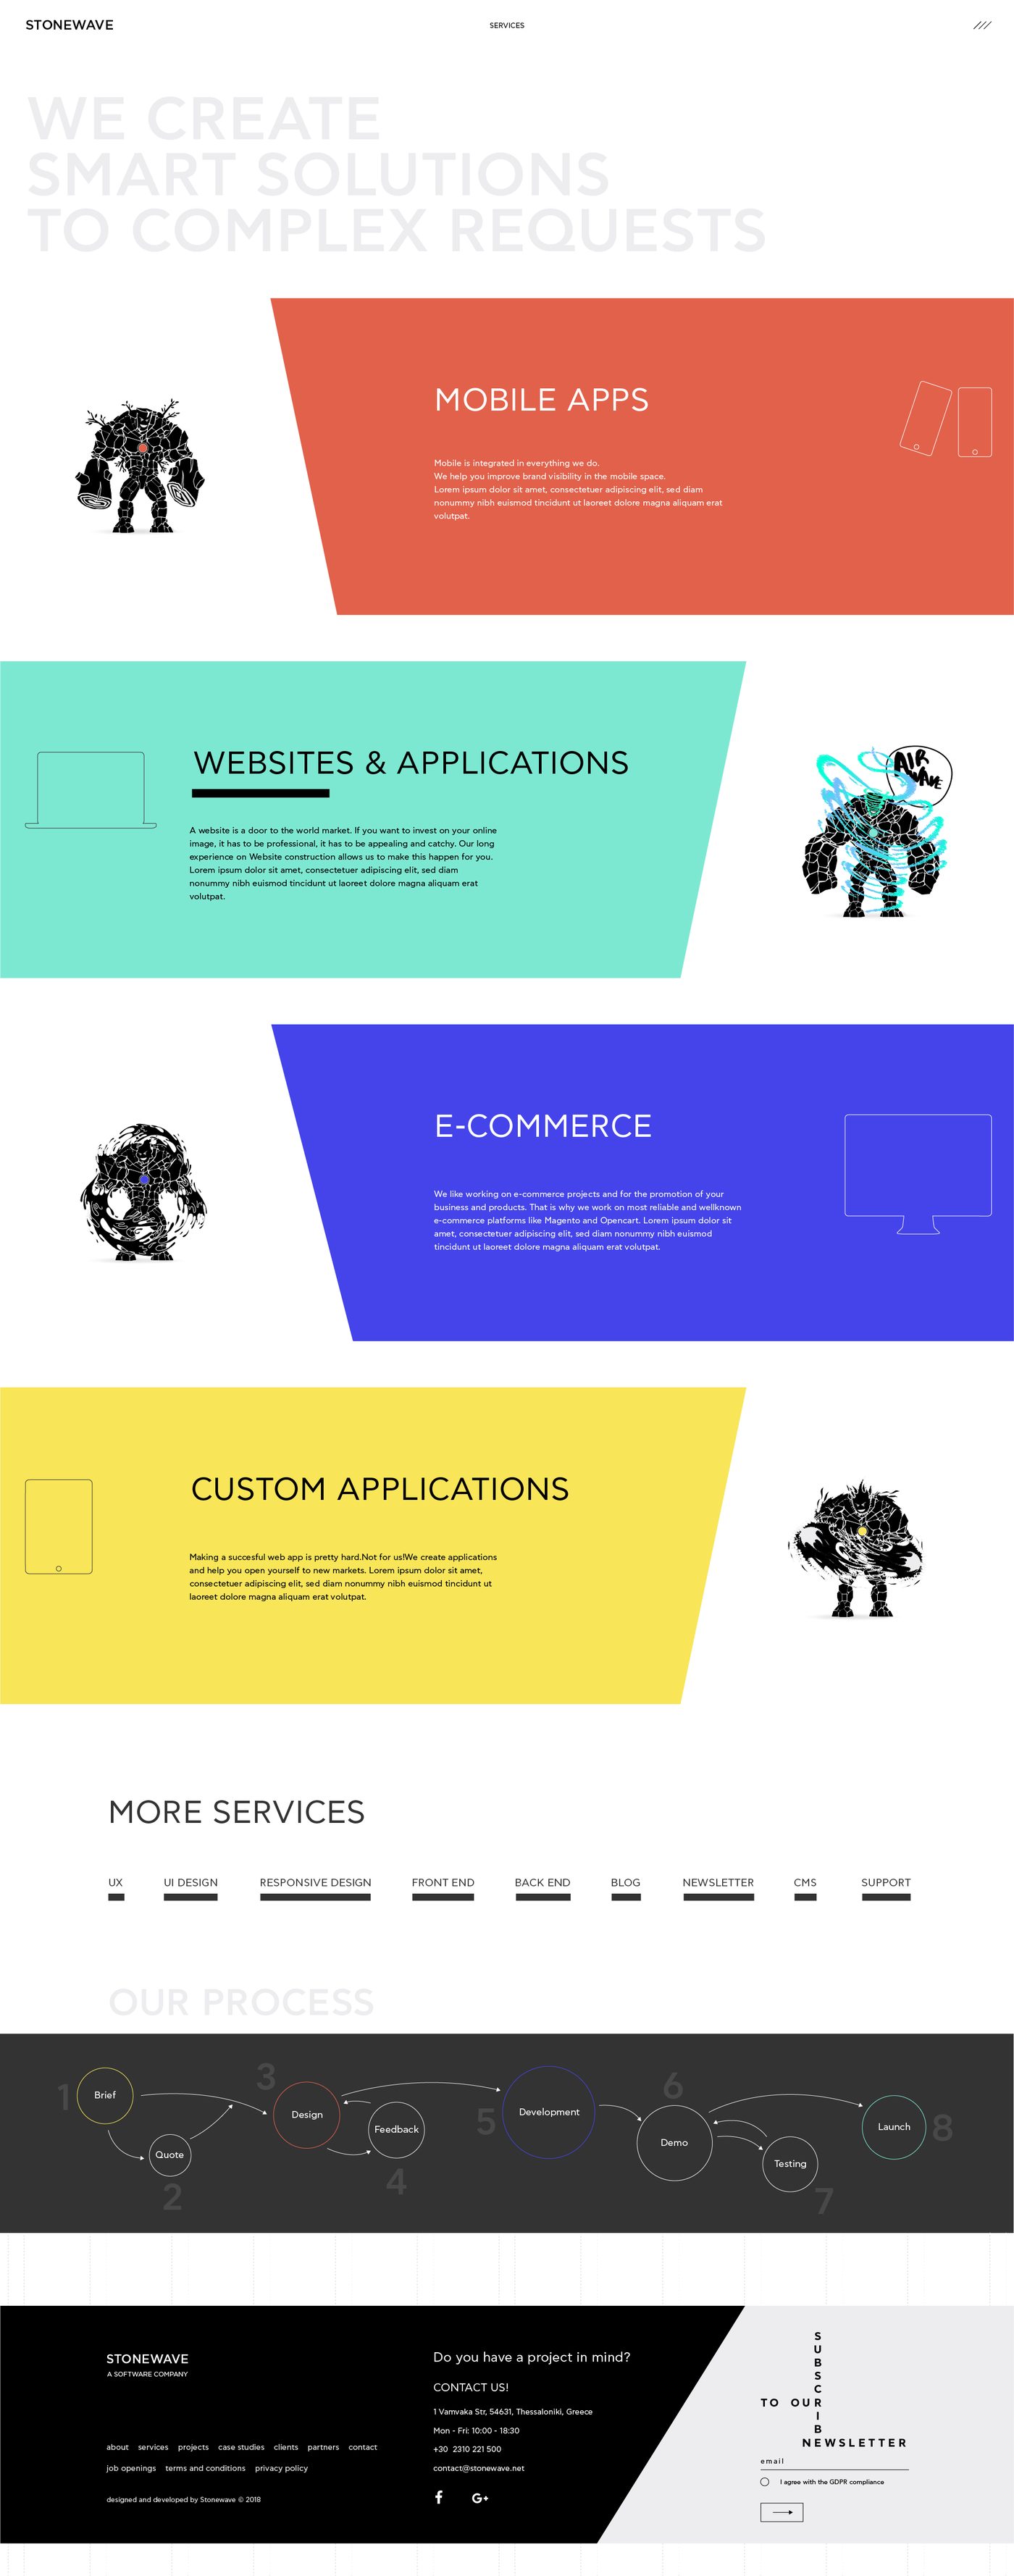 STONEWAVE
SERVICES
WE CREATE
SMART SOLUTIONS
TO COMPLEX REQUESTS
MOBILE APPS
Mobile is integrated in everything we do.
We help you improve brand visibility in the mobile space.
Lorem ipsum dolor sit amet, consectetuer adipiscing elit, sed diam
nonummy nibh euismod tincidunt ut laoreet dolore magna aliquam erat
volutpat.
WEBSITES & APPLICATIONS
A website is a door to the world market. If you want to invest on your online
image, it has to be professional, it has to be appealing and catchy. Our long
experience on Website construction allows us to make this happen for you.
Lorem ipsum dolor sit amet, consectetuer adipiscing elit, sed diam
nonummy nibh euismod tincidunt ut laoreet dolore magna aliquam erat
volutpat.
AIR
WAVE
E-COMMERCE
We like working on e-commerce projects and for the promotion of your
business and products. That is why we work on most reliable and wellknown
e-commerce platforms like Magento and Opencart. Lorem ipsum dolor sit
amet, consectetuer adipiscing elit, sed diam nonummy nibh euismod
tincidunt ut laoreet dolore magna aliquam erat volutpat.
CUSTOM APPLICATIONS
Making a succesful web app is pretty hard.Not for us!We create applications
and help you open yourself to new markets. Lorem ipsum dolor sit amet,
consectetuer adipiscing elit, sed diam nonummy nibh euismod tincidunt ut
laoreet dolore magna aliquam erat volutpat.
MORE SERVICES
UX
UI DESIGN
RESPONSIVE DESIGN
FRONT END
BACK END
BLOG
NEWSLETTER
CMS
SUPPORT
OUR PROCESS
1
Brief
Quote
2
3
Design
Feedback
4
5
Development
6
Demo
Testing
7
Launch
8
STONEWAVE
A SOFTWARE COMPANY
about services projects case studies clients partners contact
job openings terms and conditions privacy policy
designed and developed by Stonewave © 2018
Do you have a project in mind?
CONTACT US!
1 Vamvaka Str, 54631, Thessaloniki, Greece
Mon - Fri: 10:00 - 18:30
+30 2310 221 500
contact@stonewave.net
f
G+
SUBSCRIBE
TO OUR
NEWSLETTER
email
I agree with the GDPR compliance